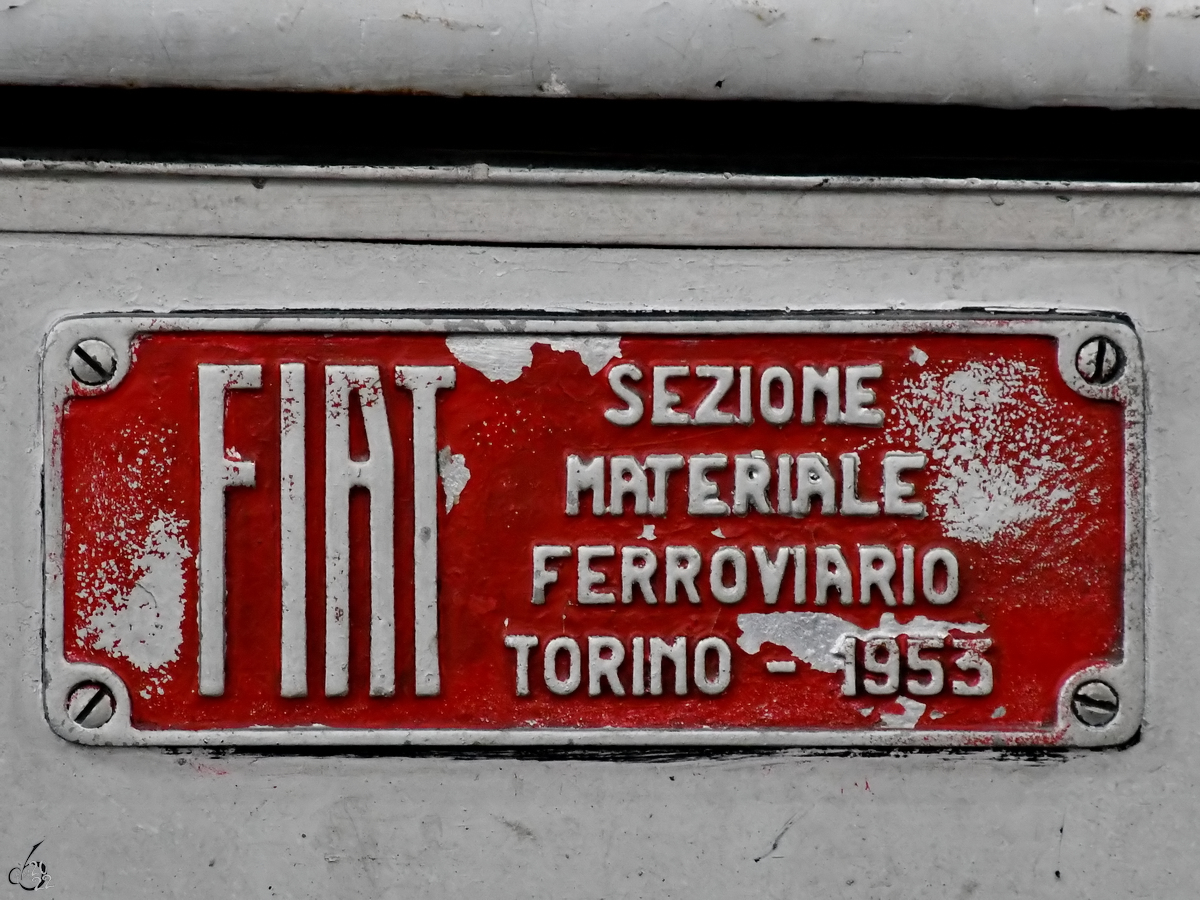 FIAT
SEZIONE
MATERIALE
FERROVIARIO
TORINO - 1953